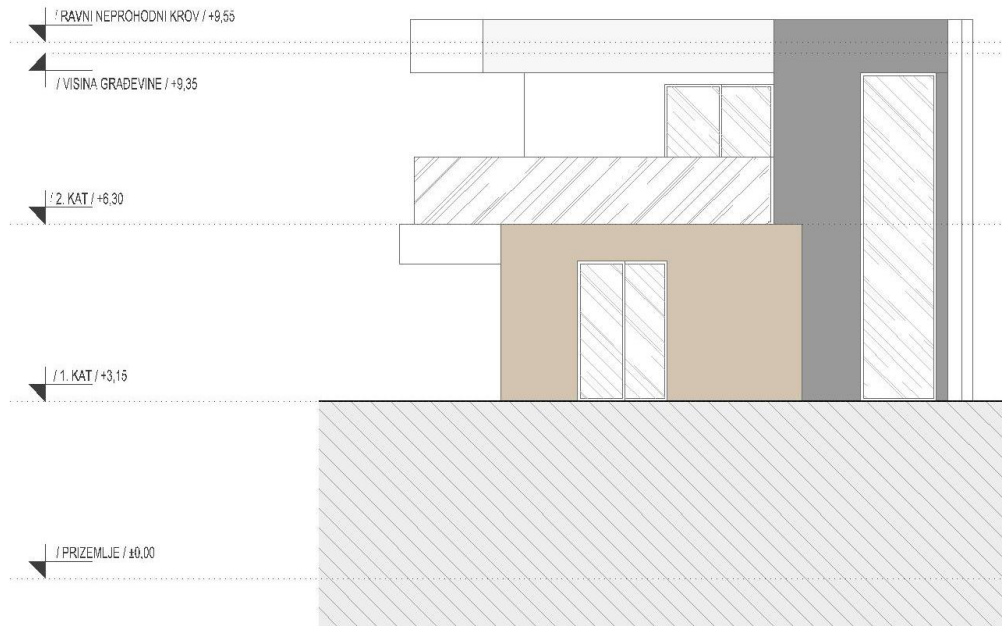 / RAVNI NEPROHODNI KROV / +9,55
/ VISINA GRAĐEVINE / +9,35
/ 2. KAT / +6,30
/ 1. KAT / +3,15
/ PRIZEMLJE / ±0,00